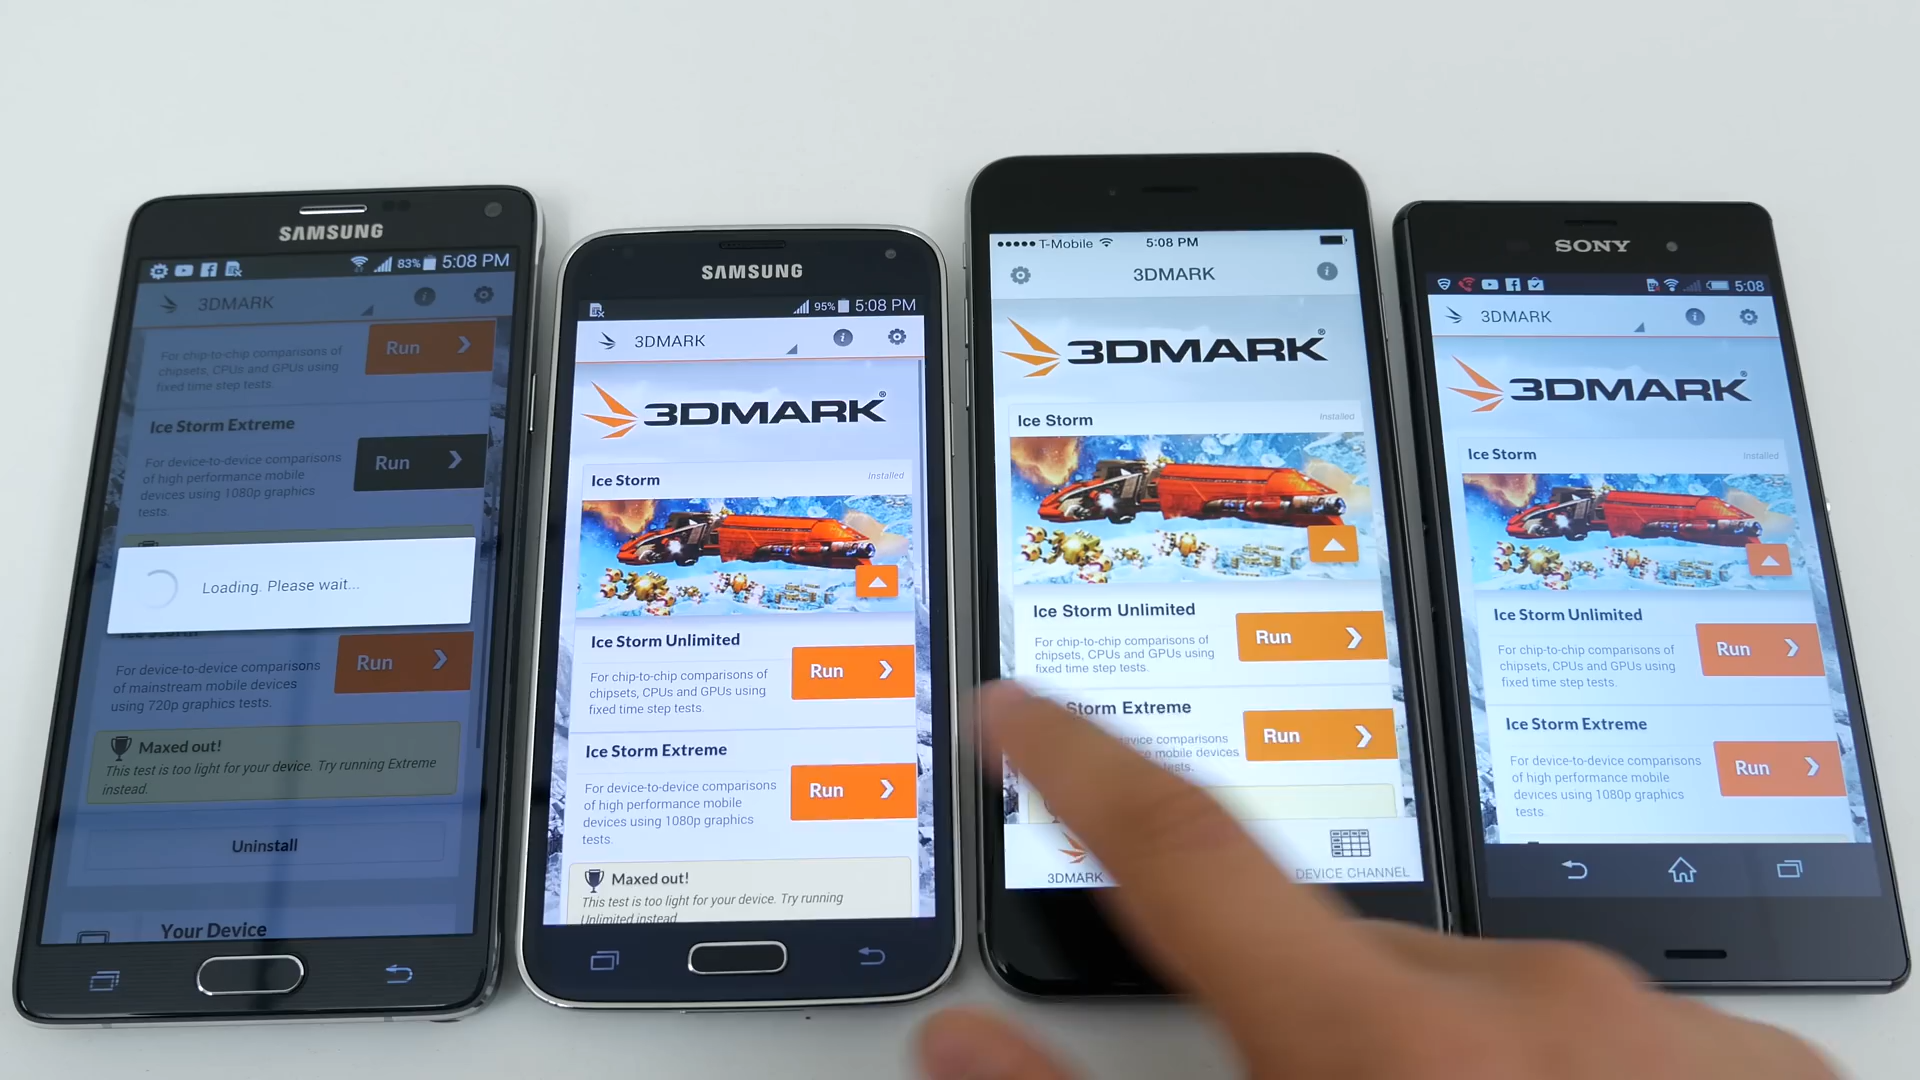 SAMSUNG
83% 5:08 PM
3DMARK
For chip-to-chip comparisons of
chipsets, CPUs and GPUs using
fixed time step tests.
Run
Ice Storm Extreme
For device-to-device comparisons
of high performance mobile
devices using 1080p graphics
tests.
Run
Loading. Please wait...
For device-to-device comparisons
of mainstream mobile devices
using 720p graphics tests.
Run
Maxed out!
This test is too light for your device. Try running Extreme
instead.
Uninstall
Your Device
SAMSUNG
95% 5:08 PM
3DMARK
3DMARK®
Ice Storm
Installed
Ice Storm Unlimited
For chip-to-chip comparisons of
chipsets, CPUs and GPUs using
fixed time step tests.
Run
Ice Storm Extreme
For device-to-device comparisons
of high performance mobile
devices using 1080p graphics
tests.
Run
Maxed out!
This test is too light for your device. Try running
Unlimited instead.
T-Mobile 5:08 PM
3DMARK
3DMARK®
Ice Storm
Installed
Ice Storm Unlimited
For chip-to-chip comparisons of
chipsets, CPUs and GPUs using
fixed time step tests.
Run
Storm Extreme
device comparisons
mobile devices
tests.
Run
3DMARK
DEVICE CHANNEL
SONY
5:08
3DMARK
3DMARK®
Ice Storm
Installed
Ice Storm Unlimited
For chip-to-chip comparisons of
chipsets, CPUs and GPUs using
fixed time step tests.
Run
Ice Storm Extreme
For device-to-device comparisons
of high performance mobile
devices using 1080p graphics
tests.
Run